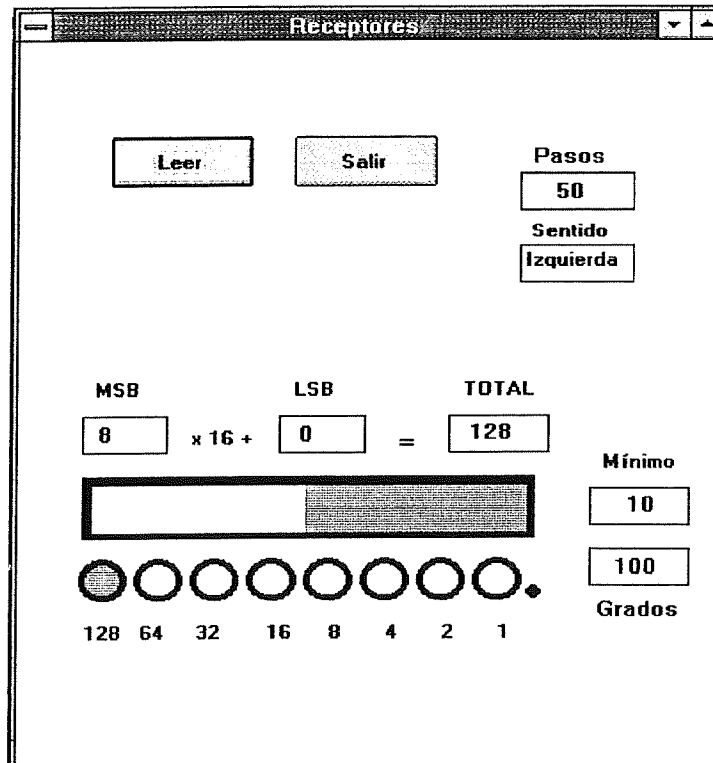 Receptores
Leer Salir
Pasos
50
Sentido
Izquierda
MSB LSB TOTAL
8 x 16 + 0 = 128
Mínimo
10
100
Grados
128 64 32 16 8 4 2 1